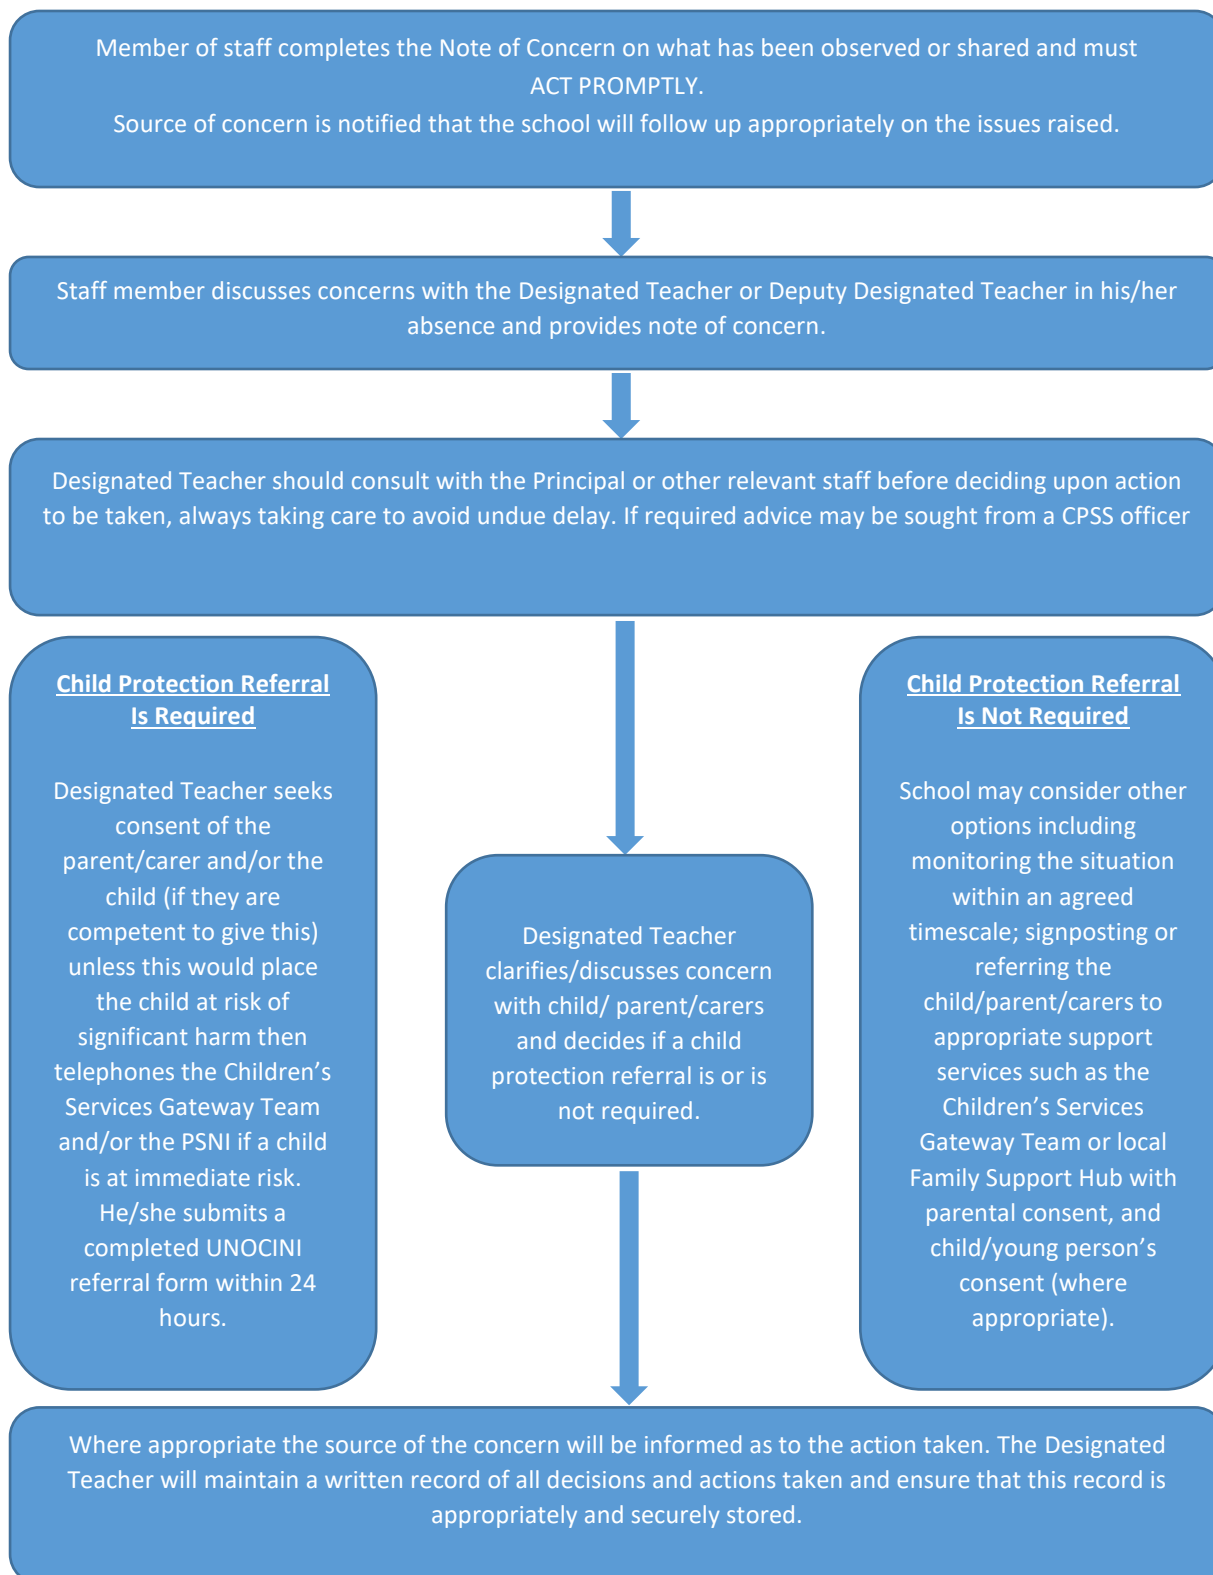 Member of staff completes the Note of Concern on what has been observed or shared and must
ACT PROMPTLY.
Source of concern is notified that the school will follow up appropriately on the issues raised.
Staff member discusses concerns with the Designated Teacher or Deputy Designated Teacher in his/her
absence and provides note of concern.
Designated Teacher should consult with the Principal or other relevant staff before deciding upon action
to be taken, always taking care to avoid undue delay. If required advice may be sought from a CPSS officer
Child Protection Referral
Is Required
Designated Teacher seeks
consent of the
parent/carer and/or the
child (if they are
competent to give this)
unless this would place
the child at risk of
significant harm then
telephones the Children's
Services Gateway Team
and/or the PSNI if a child
is at immediate risk.
He/she submits a
completed UNOCINI
referral form within 24
hours.
Designated Teacher
clarifies/discusses concern
with child/ parent/carers
and decides if a child
protection referral is or is
not required.
Child Protection Referral
Is Not Required
School may consider other
options including
monitoring the situation
within an agreed
timescale; signposting or
referring the
child/parent/carers to
appropriate support
services such as the
Children's Services
Gateway Team or local
Family Support Hub with
parental consent, and
child/young person's
consent (where
appropriate).
Where appropriate the source of the concern will be informed as to the action taken. The Designated
Teacher will maintain a written record of all decisions and actions taken and ensure that this record is
appropriately and securely stored.